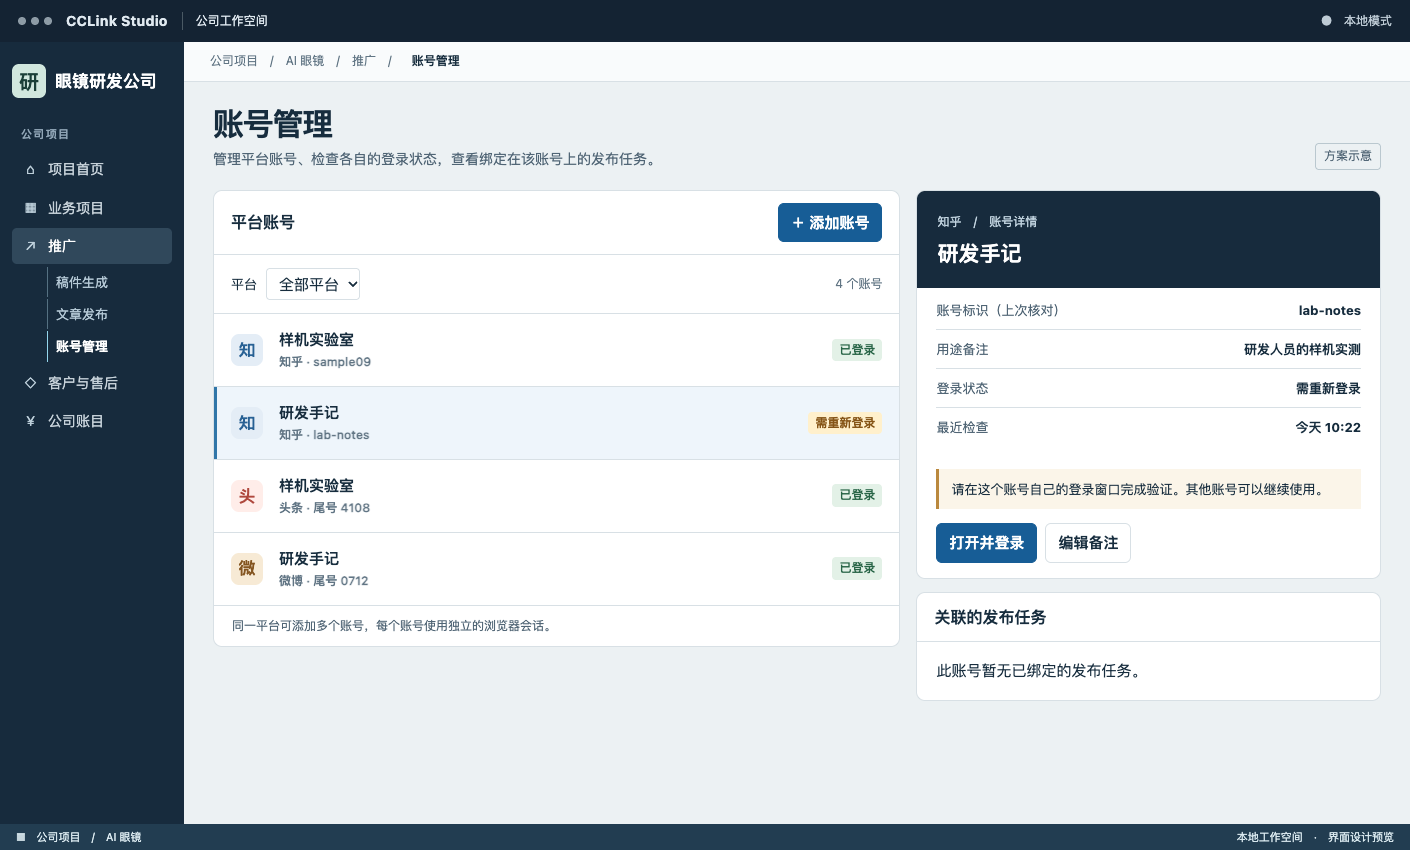 CCLink Studio
公司工作空间
本地模式
研 眼镜研发公司
公司项目
⌂ 项目首页
▦ 业务项目
↗ 推广
稿件生成
文章发布
账号管理
◇ 客户与售后
¥ 公司账目
公司项目 / AI 眼镜 / 推广 / 账号管理
账号管理
管理平台账号、检查各自的登录状态，查看绑定在该账号上的发布任务。
方案示意
平台账号
＋ 添加账号
平台 全部平台
4 个账号
知
样机实验室
知乎 · sample09
已登录
知
研发手记
知乎 · lab-notes
需重新登录
头
样机实验室
头条 · 尾号 4108
已登录
微
研发手记
微博 · 尾号 0712
已登录
同一平台可添加多个账号，每个账号使用独立的浏览器会话。
知乎 / 账号详情
研发手记
账号标识（上次核对） lab-notes
用途备注 研发人员的样机实测
登录状态 需重新登录
最近检查 今天 10:22
请在这个账号自己的登录窗口完成验证。其他账号可以继续使用。
打开并登录 编辑备注
关联的发布任务
此账号暂无已绑定的发布任务。
公司项目 / AI 眼镜
本地工作空间 · 界面设计预览